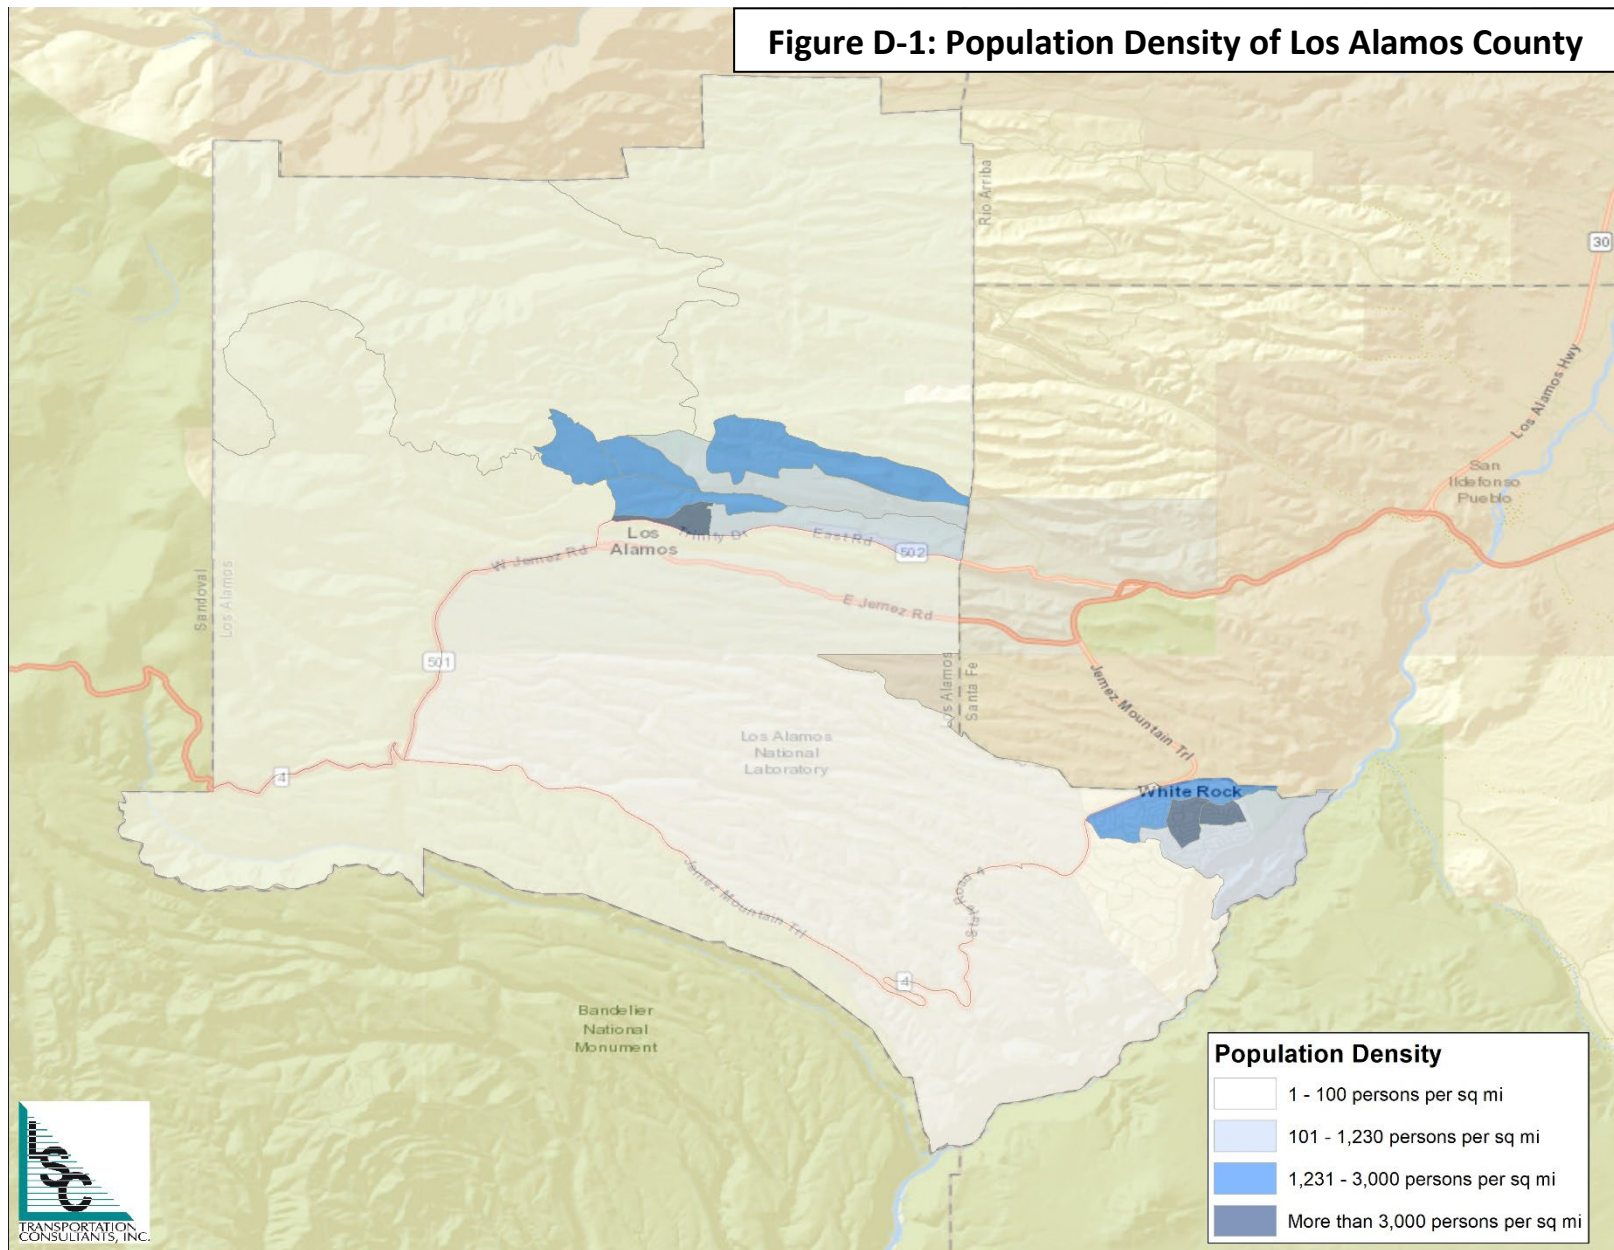 Figure D-1: Population Density of Los Alamos County
Rio Arriba
30
Los Alamos Hwy
San
Ildefonso
Pueblo
Los
Alamos
Trinity Dr
East Rd
502
W Jemez Rd
E Jemez Rd
Sandoval
Los Alamos
501
Los Alamos
Santa Fe
Jemez Mountain Trl
Los Alamos
National
Laboratory
4
White Rock
Jemez Mountain Trl
State Road 4
4
Bandelier
National
Monument
Population Density
1 - 100 persons per sq mi
101 - 1,230 persons per sq mi
1,231 - 3,000 persons per sq mi
More than 3,000 persons per sq mi
LSC
TRANSPORTATION
CONSULTANTS, INC.